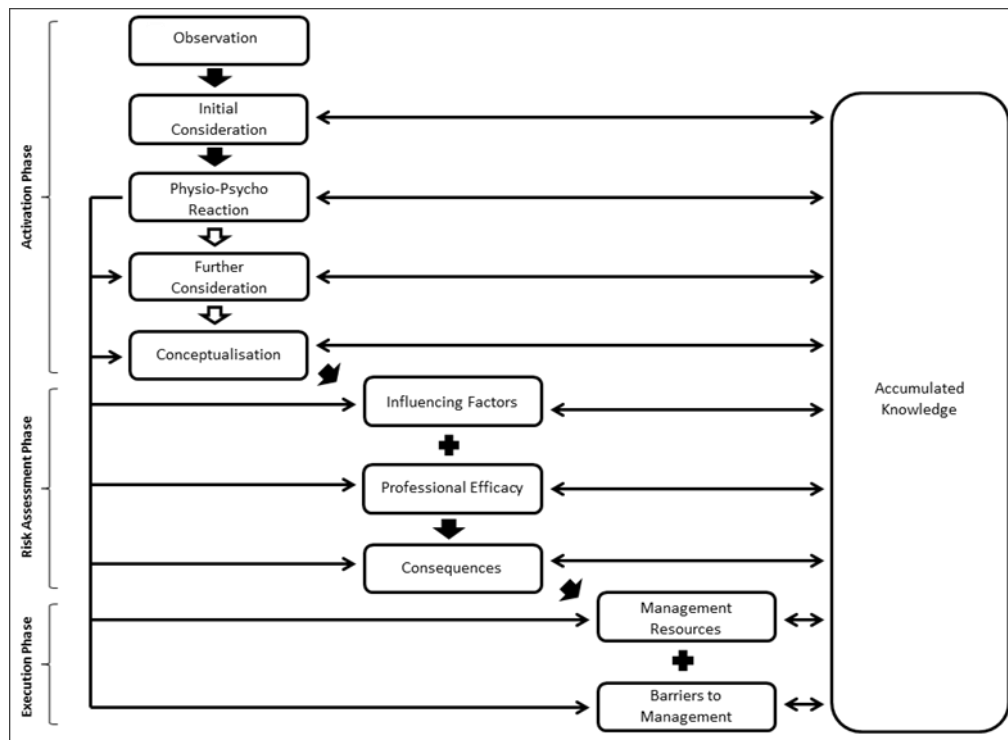 Activation Phase
Observation
Initial
Consideration
Physio-Psycho
Reaction
Further
Consideration
Conceptualisation
Risk Assessment Phase
Influencing Factors
Professional Efficacy
Consequences
Execution Phase
Management
Resources
Barriers to
Management
Accumulated
Knowledge